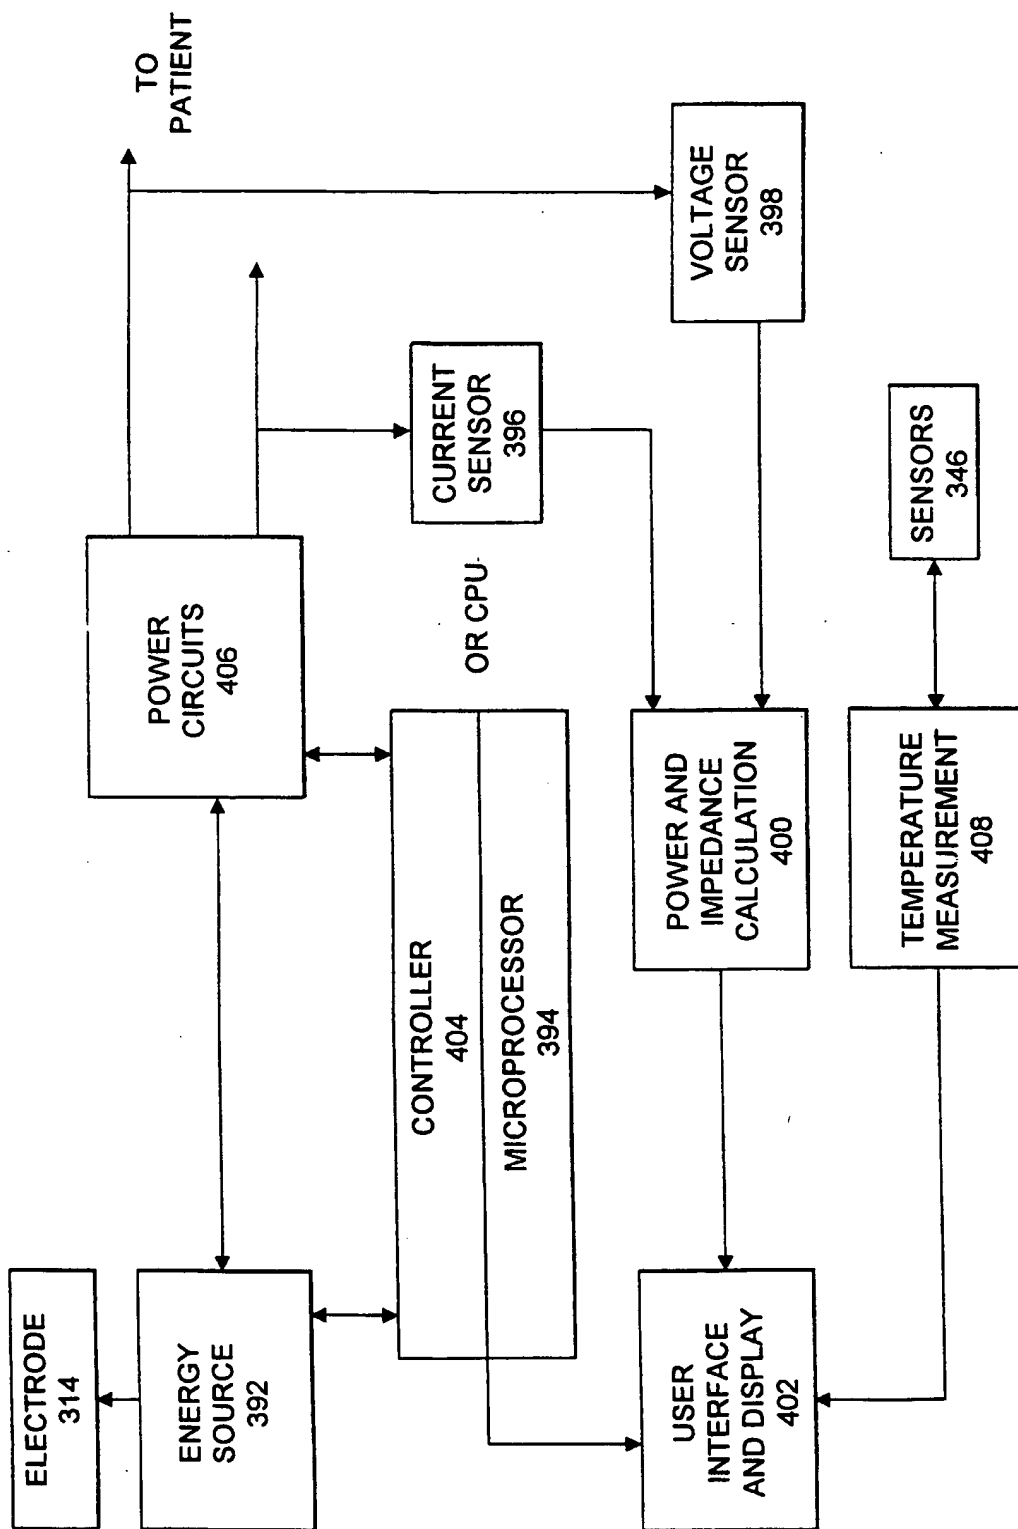 ELECTRODE
314
ENERGY
SOURCE
392
POWER
CIRCUITS
406
TO
PATIENT
CONTROLLER
404
MICROPROCESSOR
394
OR CPU
CURRENT
SENSOR
396
VOLTAGE
SENSOR
398
USER
INTERFACE
AND DISPLAY
402
POWER AND
IMPEDANCE
CALCULATION
400
TEMPERATURE
MEASUREMENT
408
SENSORS
346